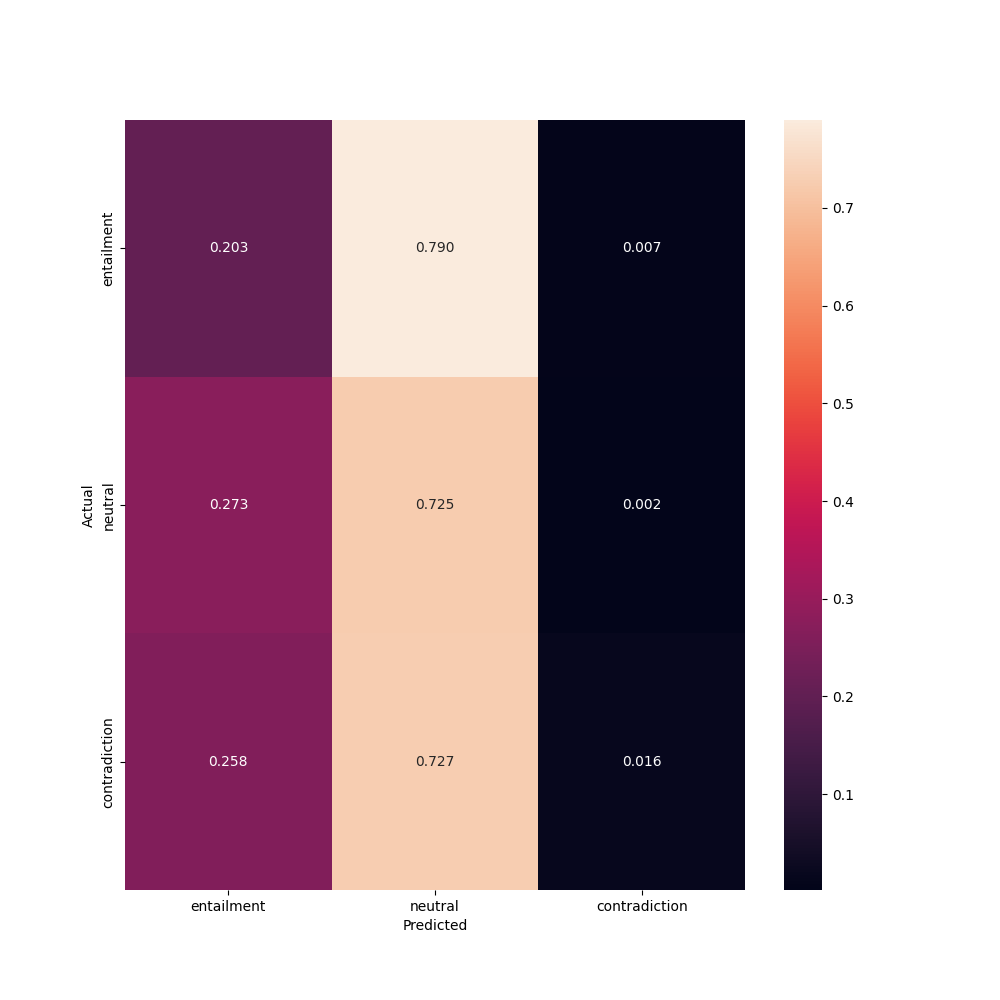 entailment
0.203
0.790
0.007
Actual
neutral
0.273
0.725
0.002
contradiction
0.258
0.727
0.016
entailment
neutral
contradiction
Predicted
0.7
0.6
0.5
0.4
0.3
0.2
0.1